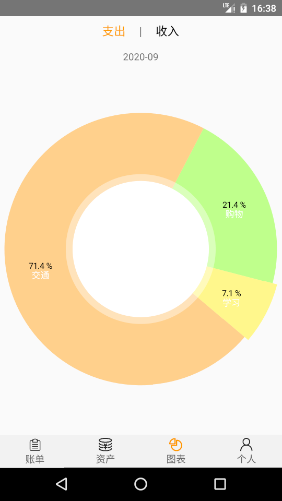 16:38
支出 | 收入
2020-09
21.4 %
购物
71.4 %
交通
7.1 %
账单
资产
图表
个人